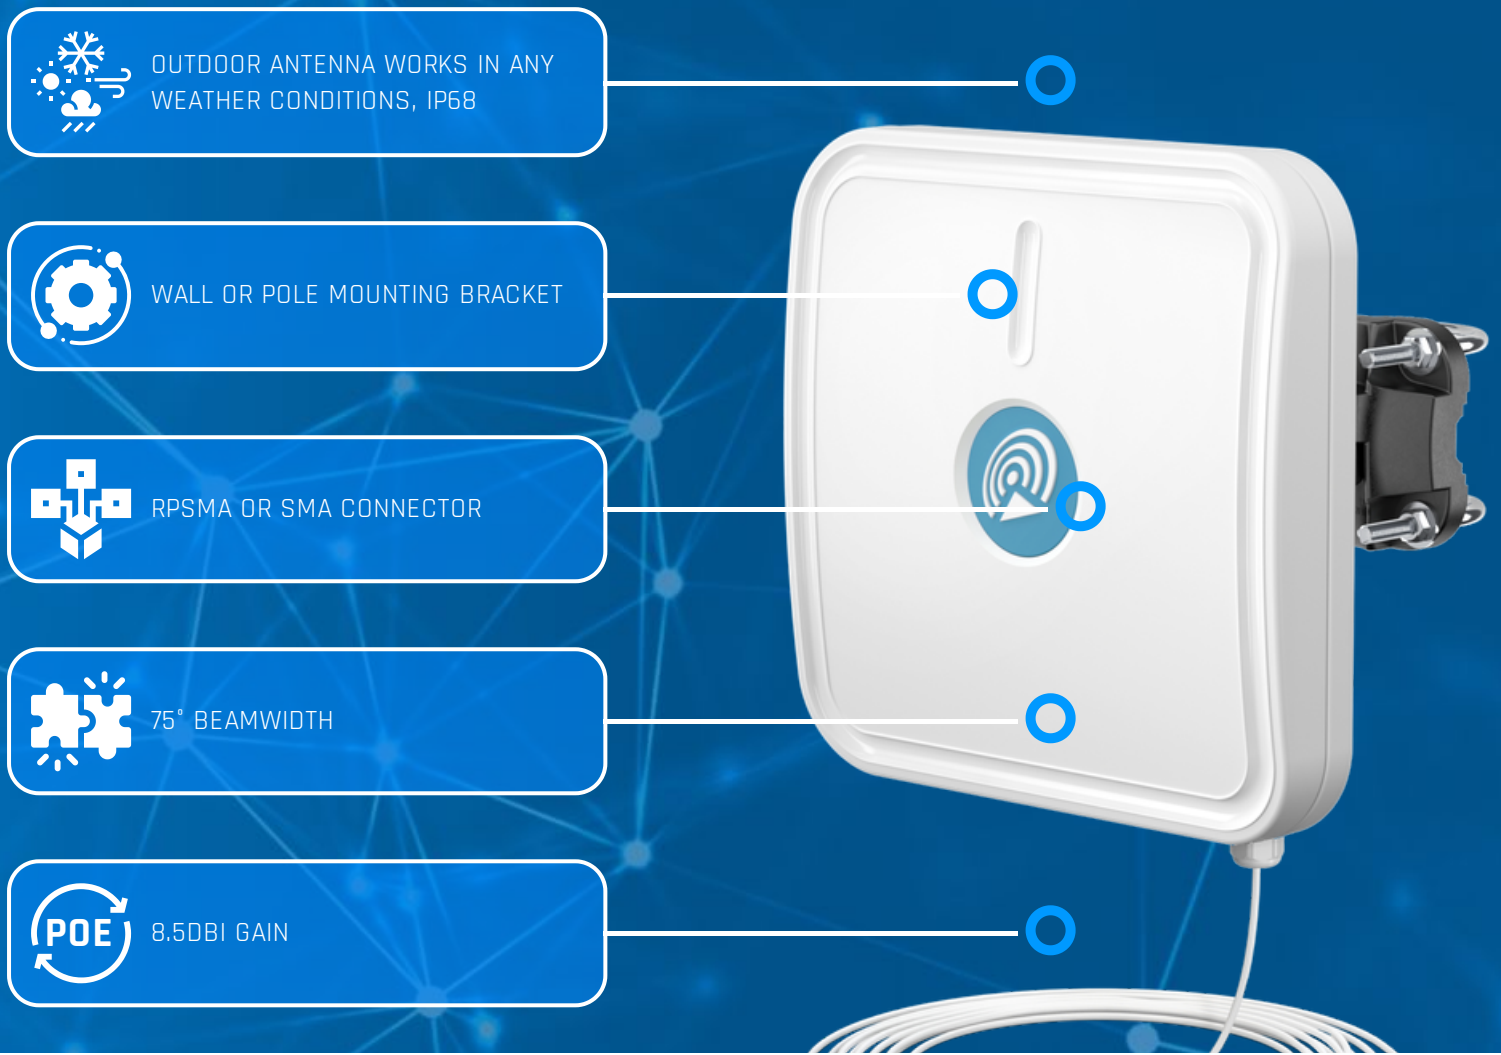 OUTDOOR ANTENNA WORKS IN ANY
WEATHER CONDITIONS, IP68
WALL OR POLE MOUNTING BRACKET
RPSMA OR SMA CONNECTOR
75° BEAMWIDTH
POE
8.5DBI GAIN